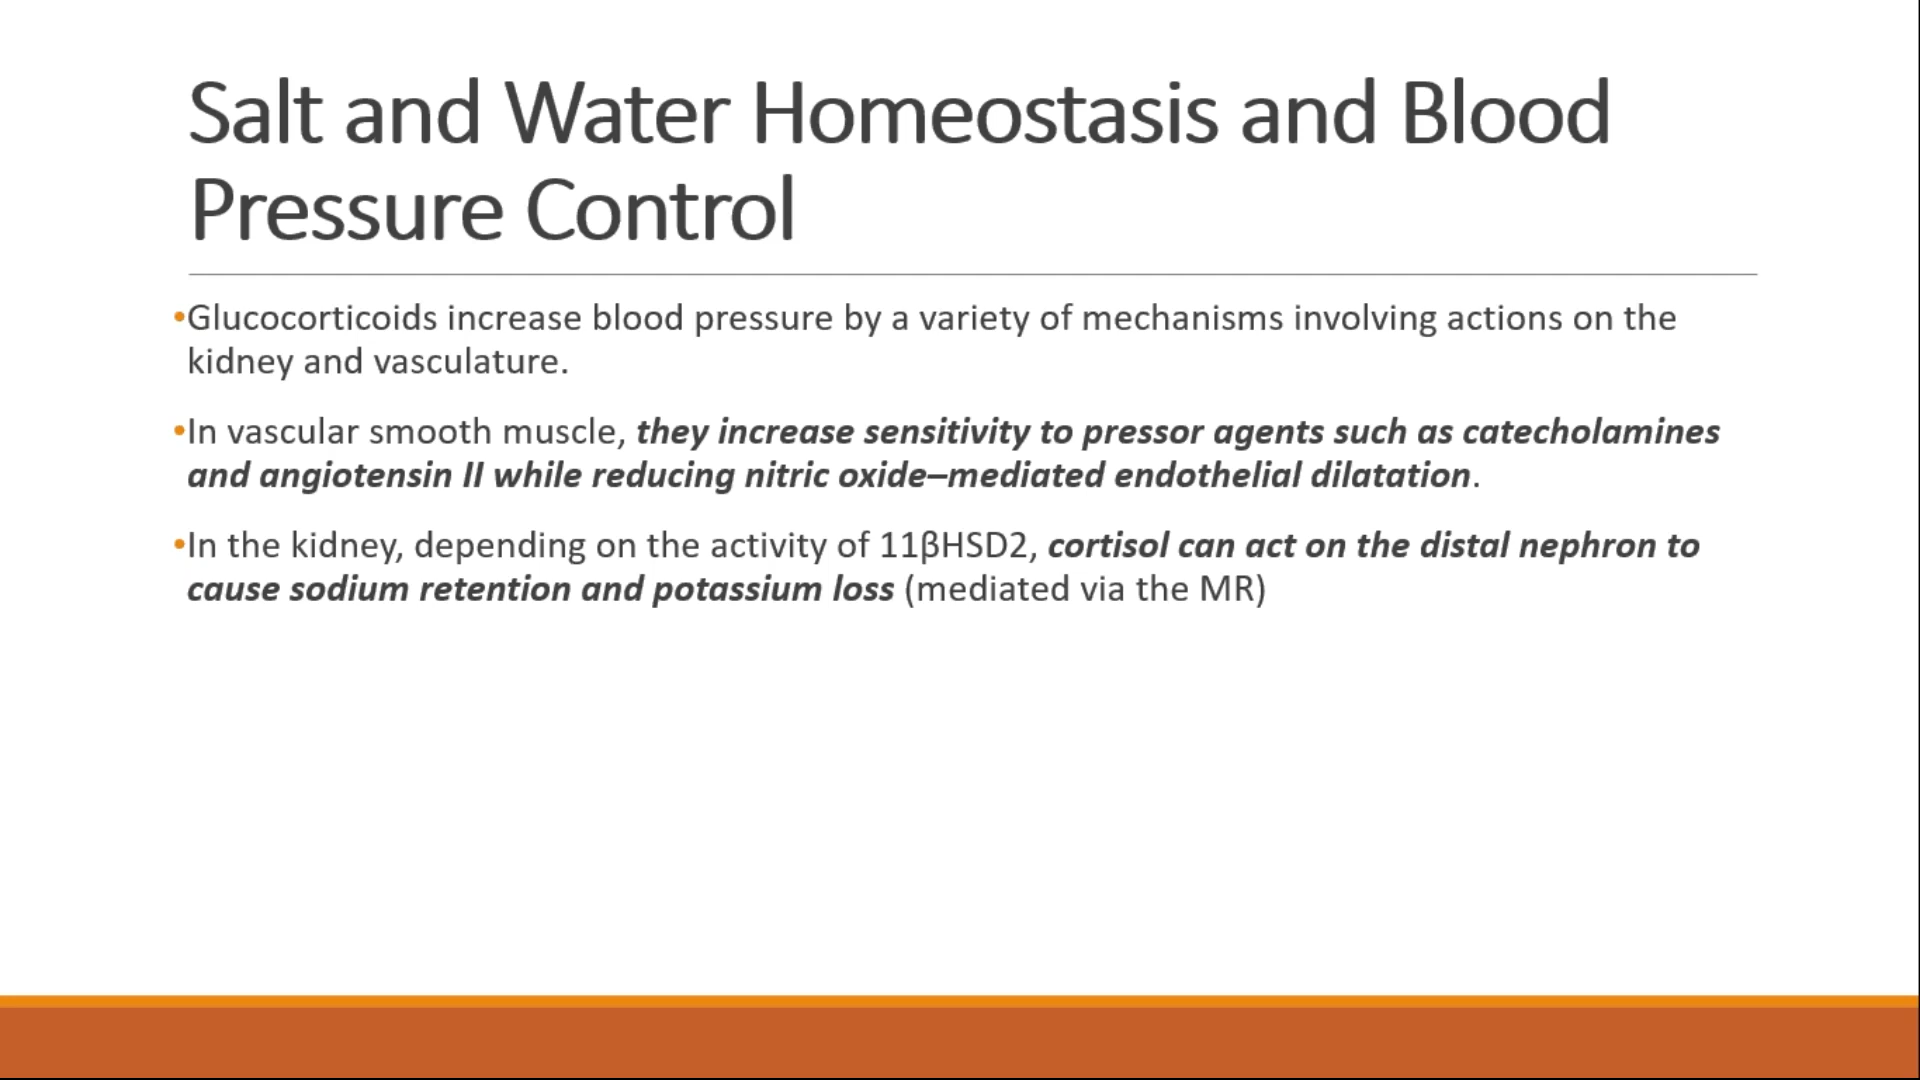 Salt and Water Homeostasis and Blood
Pressure Control
•Glucocorticoids increase blood pressure by a variety of mechanisms involving actions on the
kidney and vasculature.
•In vascular smooth muscle, they increase sensitivity to pressor agents such as catecholamines
and angiotensin II while reducing nitric oxide–mediated endothelial dilatation.
•In the kidney, depending on the activity of 11βHSD2, cortisol can act on the distal nephron to
cause sodium retention and potassium loss (mediated via the MR)